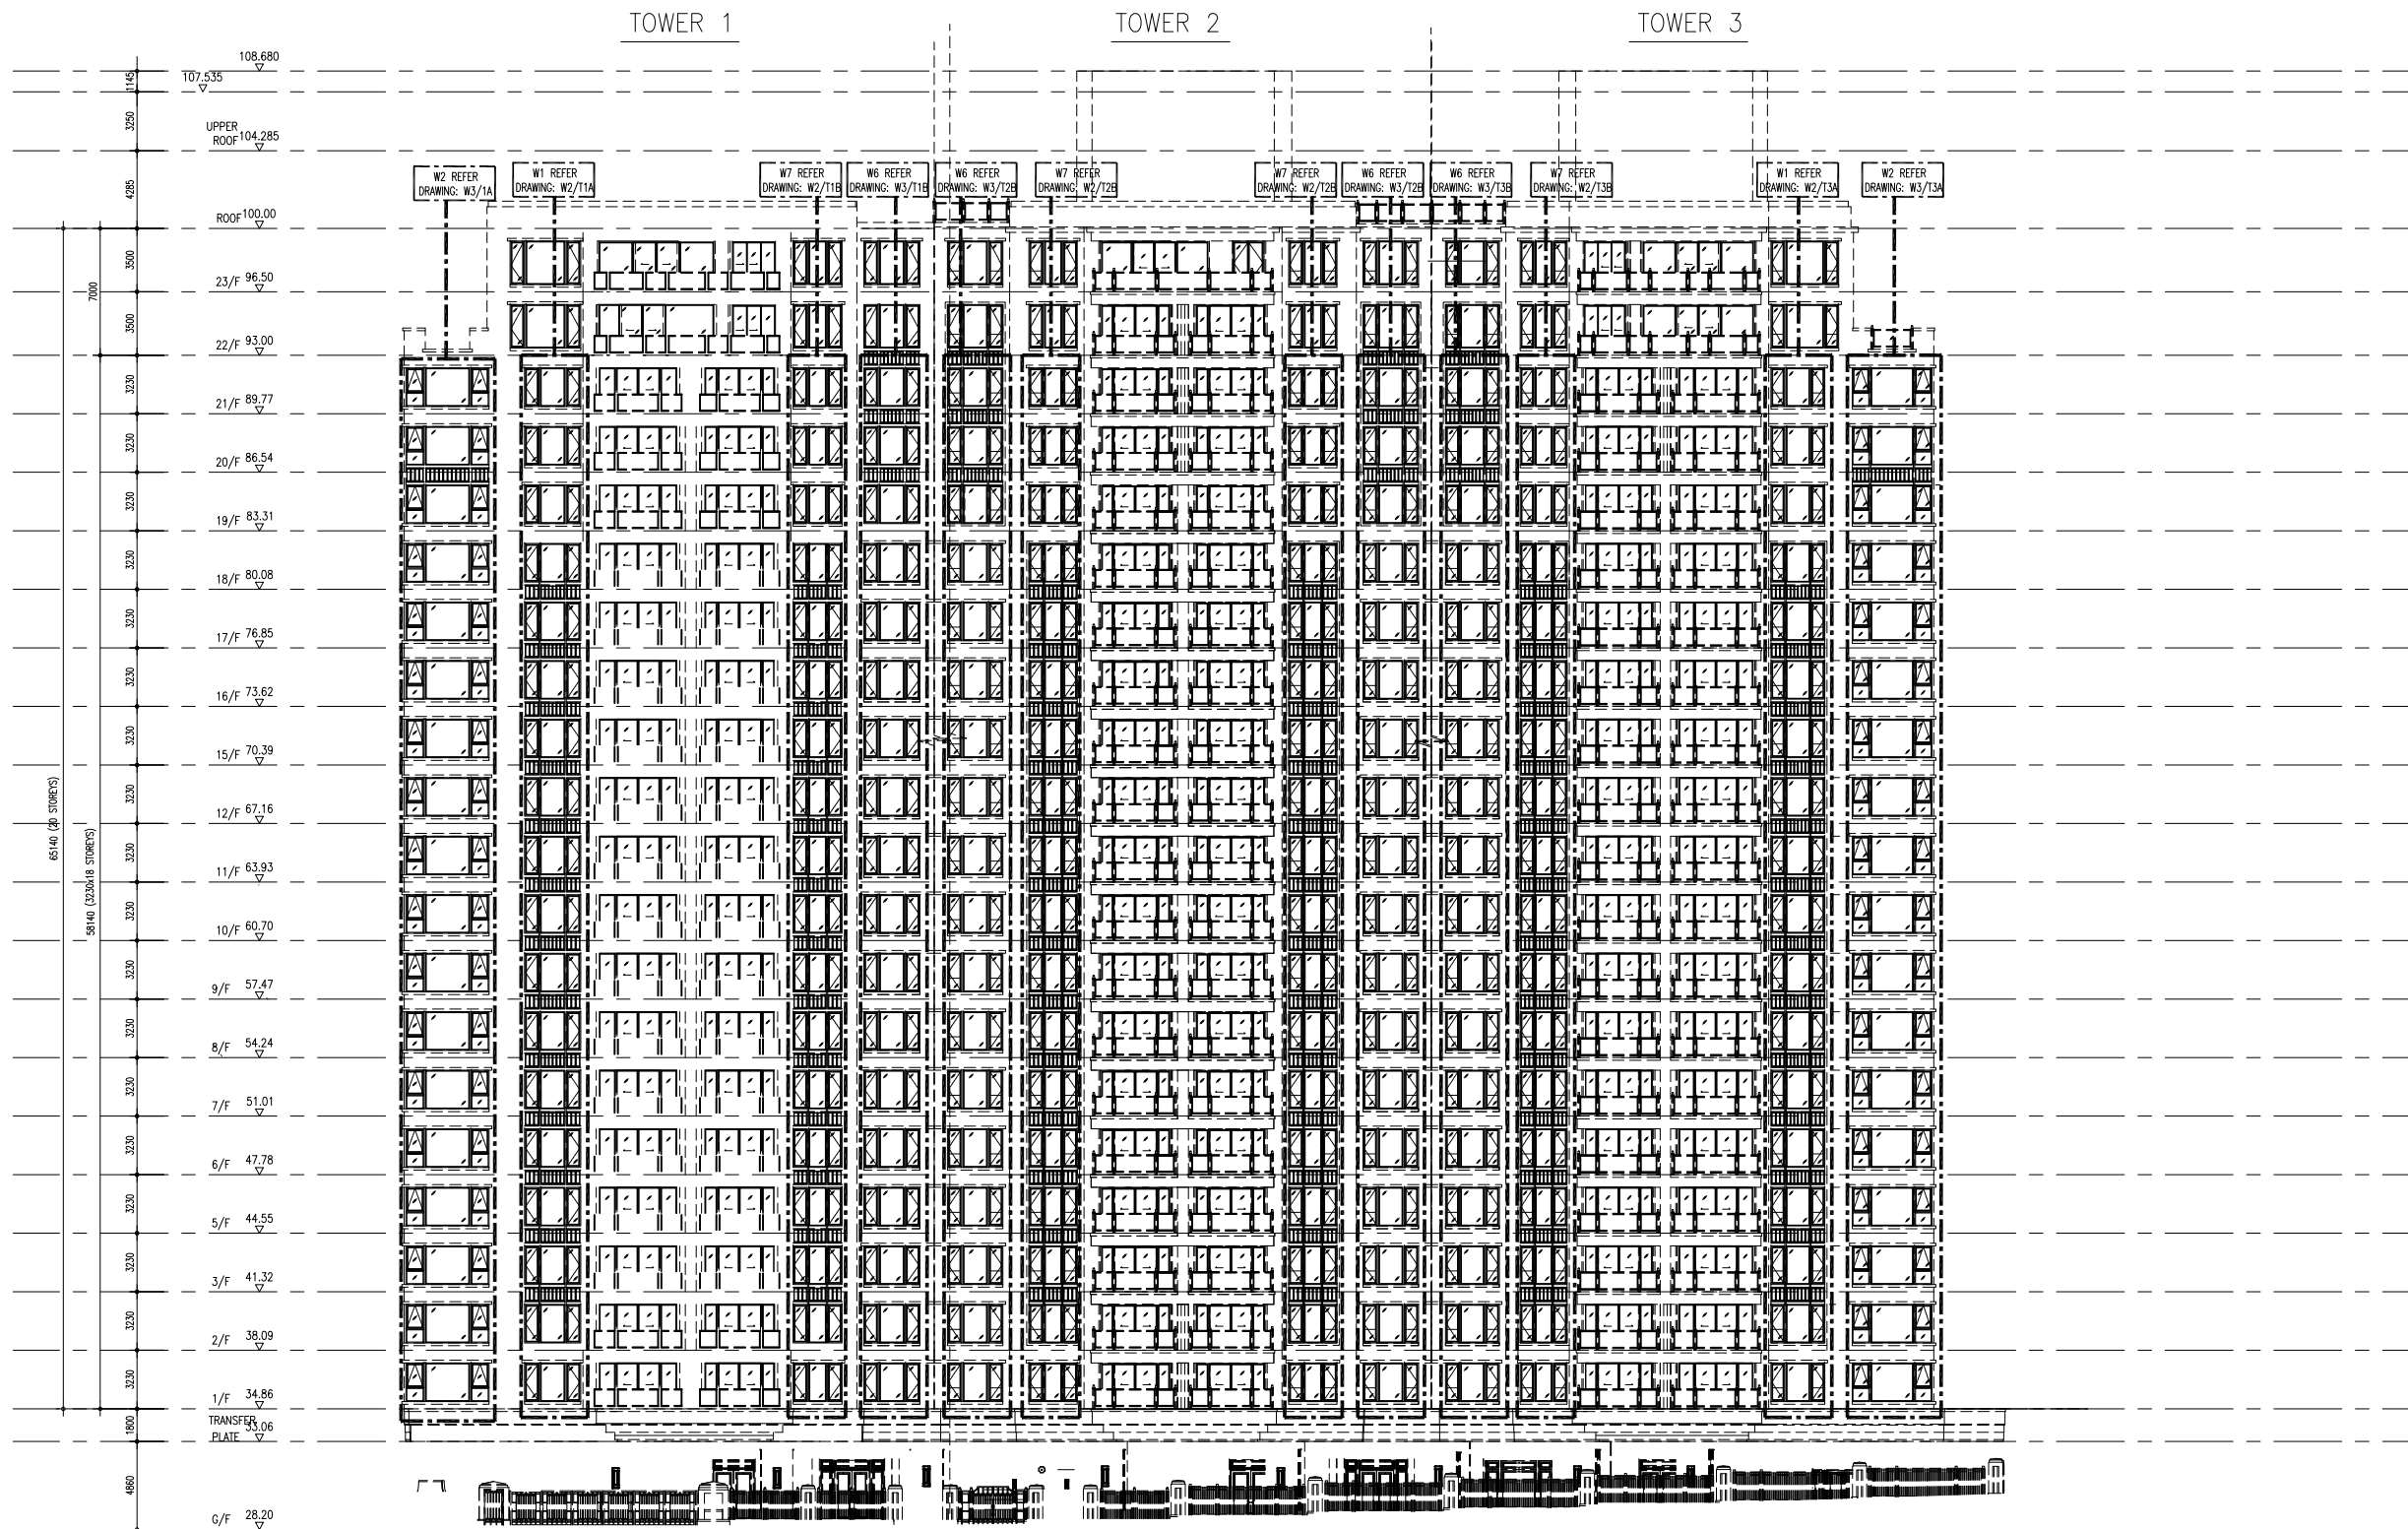 TOWER 1
TOWER 2
TOWER 3
108.680
1145
107.535
3250
UPPER
ROOF 104.285
W2 REFER
DRAWING: W3/1A
W1 REFER
DRAWING: W2/T1A
W7 REFER
DRAWING: W2/T1B
W6 REFER
DRAWING: W3/T1B
W6 REFER
DRAWING: W3/T2B
W7 REFER
DRAWING: W2/T2B
W7 REFER
DRAWING: W2/T2B
W6 REFER
DRAWING: W3/T2B
W6 REFER
DRAWING: W3/T3B
W7 REFER
DRAWING: W2/T3B
W1 REFER
DRAWING: W2/T3A
W2 REFER
DRAWING: W3/T3A
4285
ROOF 100.00
3500
23/F 96.50
7000
3500
22/F 93.00
3230
21/F 89.77
3230
20/F 86.54
3230
19/F 83.31
3230
18/F 80.08
3230
17/F 76.85
3230
16/F 73.62
3230
15/F 70.39
3230
12/F 67.16
65140 (20 STOREYS)
58140 (3230x18 STOREYS)
3230
11/F 63.93
3230
10/F 60.70
3230
9/F 57.47
3230
8/F 54.24
3230
7/F 51.01
3230
6/F 47.78
3230
5/F 44.55
3230
3/F 41.32
3230
2/F 38.09
3230
1/F 34.86
1800
TRANSFER
PLATE 33.06
4860
G/F 28.20